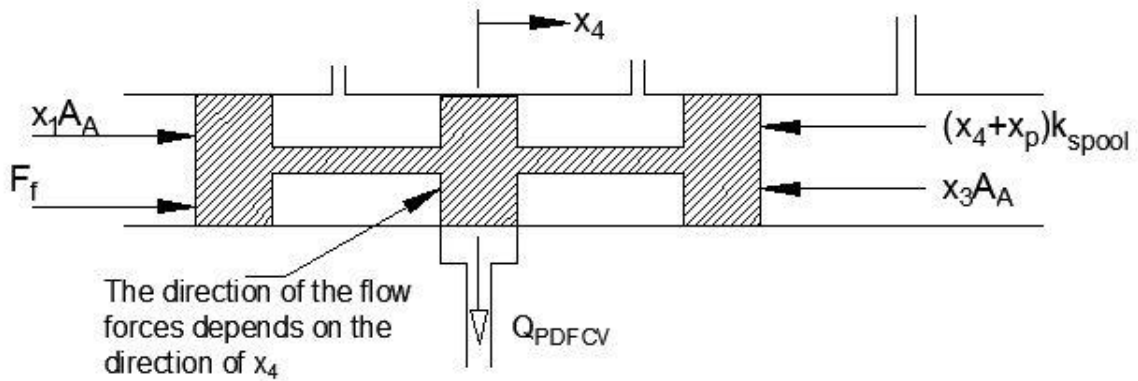 x4
x1AA
Ff
(x4+xp)kspool
x3AA
The direction of the flow
forces depends on the
direction of x4
QPDFCV